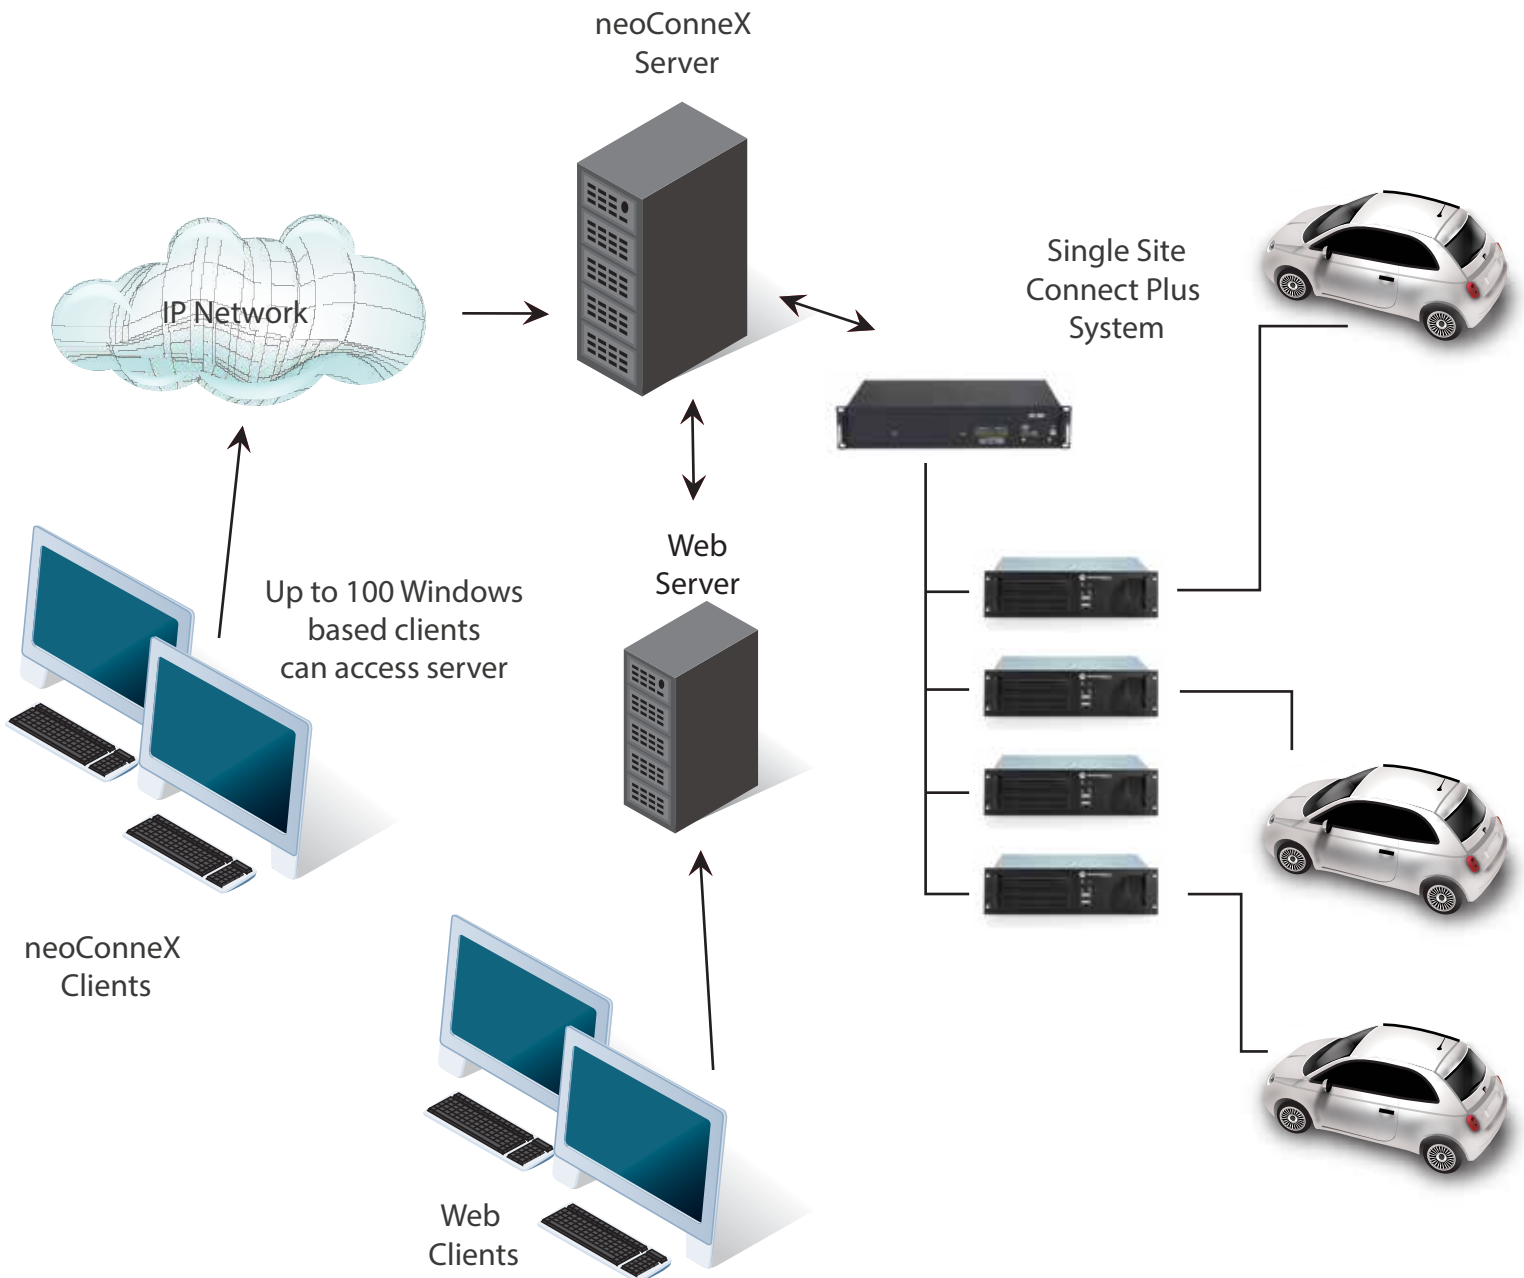 neoConneX
Server
IP Network
Single Site
Connect Plus
System
Up to 100 Windows
based clients
can access server
Web
Server
neoConneX
Clients
Web
Clients